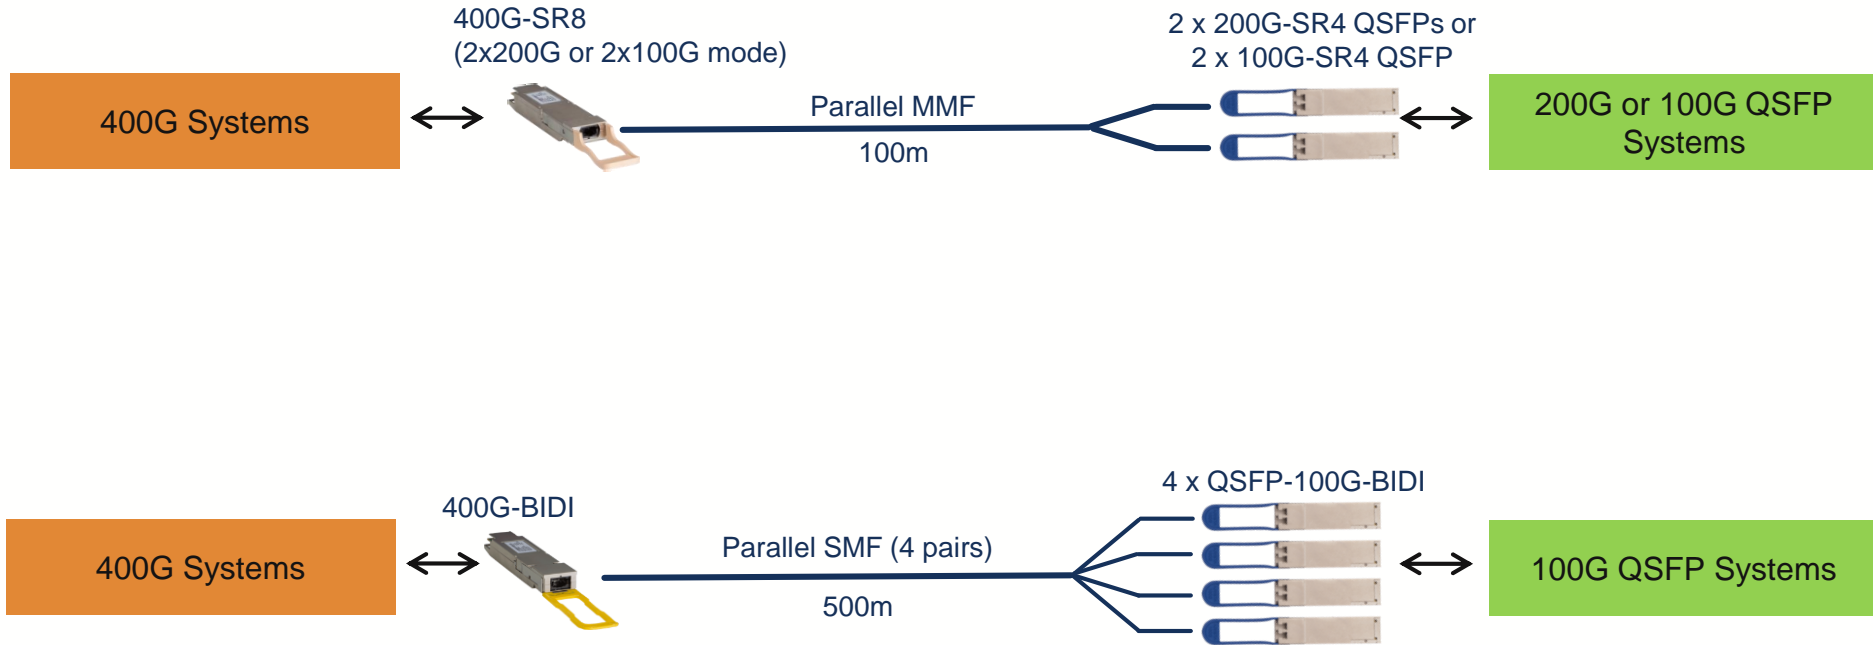 400G-SR8
(2x200G or 2x100G mode)
2 x 200G-SR4 QSFPs or
2 x 100G-SR4 QSFP
400G Systems
Parallel MMF
100m
200G or 100G QSFP
Systems
400G-BIDI
4 x QSFP-100G-BIDI
400G Systems
Parallel SMF (4 pairs)
500m
100G QSFP Systems